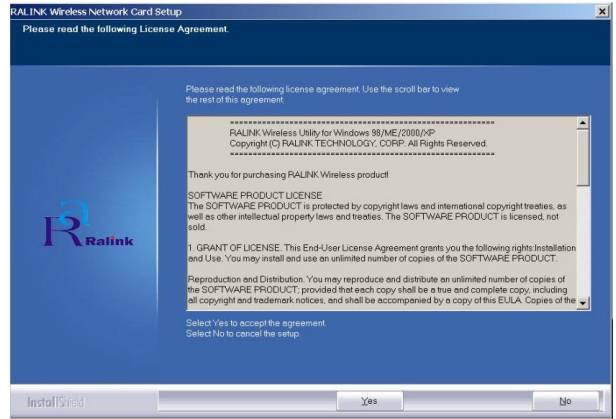 RALINK Wireless Network Card Setup
Please read the following License Agreement.
Please read the following license agreement. Use the scroll bar to view
the rest of this agreement.
============================================================
RALINK Wireless Utility for Windows 98/ME/2000/XP
Copyright (C) RALINK TECHNOLOGY, CORP. All Rights Reserved.
============================================================
Thank you for purchasing RALINK Wireless product!
SOFTWARE PRODUCT LICENSE
The SOFTWARE PRODUCT is protected by copyright laws and international copyright treaties, as
well as other intellectual property laws and treaties. The SOFTWARE PRODUCT is licensed, not
sold.
1. GRANT OF LICENSE. This End-User License Agreement grants you the following rights:Installation
and Use. You may install and use an unlimited number of copies of the SOFTWARE PRODUCT.
Reproduction and Distribution. You may reproduce and distribute an unlimited number of copies of
the SOFTWARE PRODUCT; provided that each copy shall be a true and complete copy, including
all copyright and trademark notices, and shall be accompanied by a copy of this EULA. Copies of the
Ralink
Select Yes to accept the agreement.
Select No to cancel the setup.
InstallShield
Yes
No